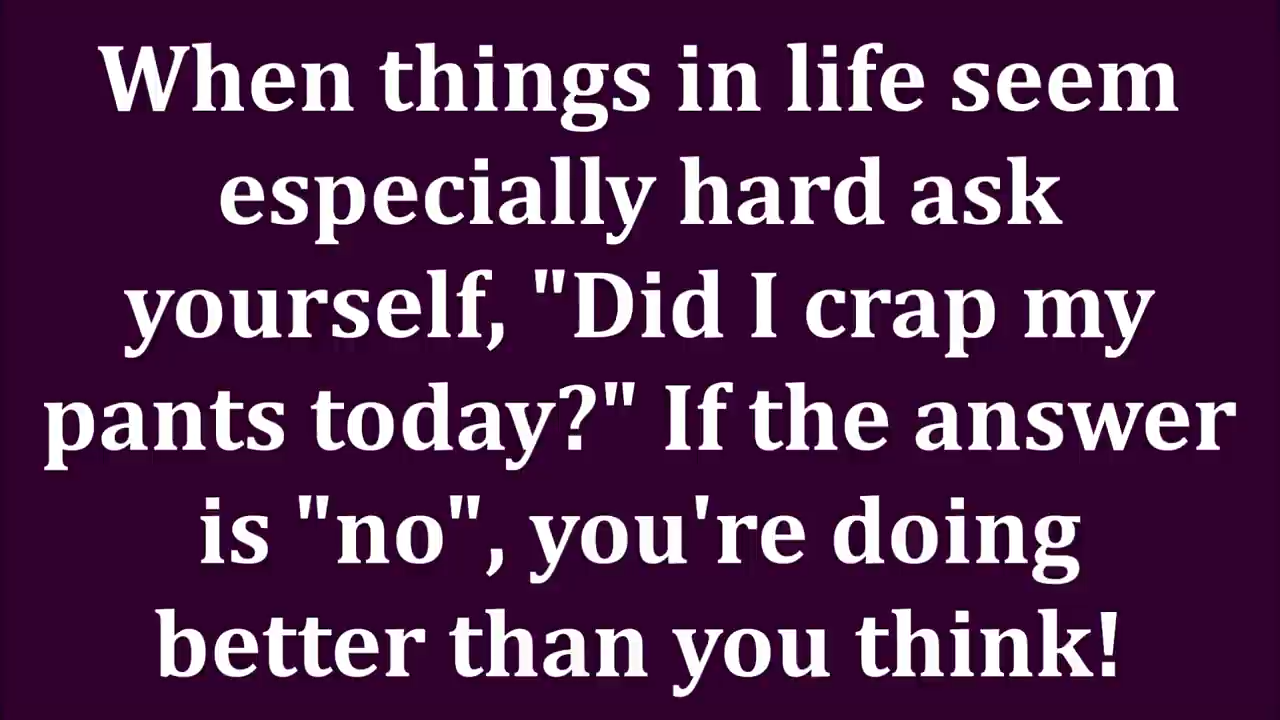 When things in life seem
especially hard ask
yourself, "Did I crap my
pants today?" If the answer
is "no", you're doing
better than you think!